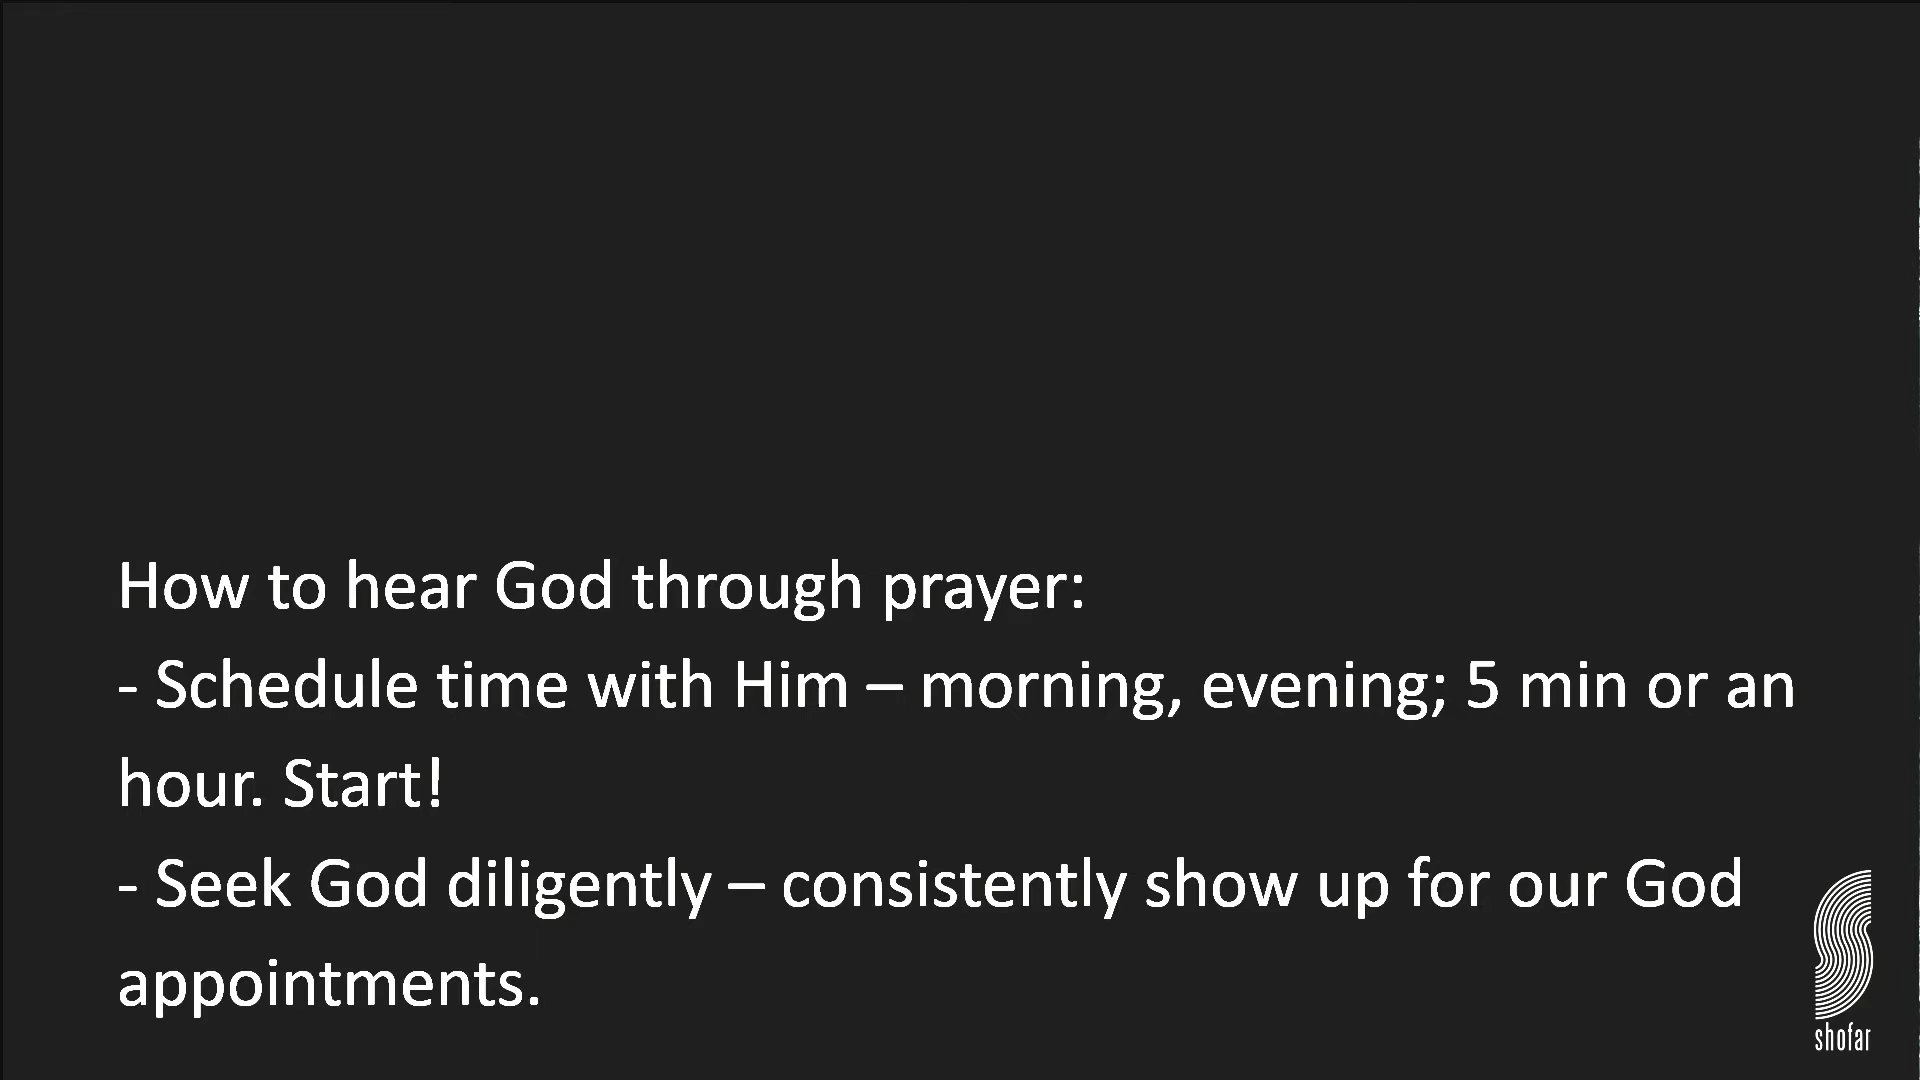 How to hear God through prayer:
- Schedule time with Him – morning, evening; 5 min or an
hour. Start!
- Seek God diligently – consistently show up for our God
appointments.
shofar